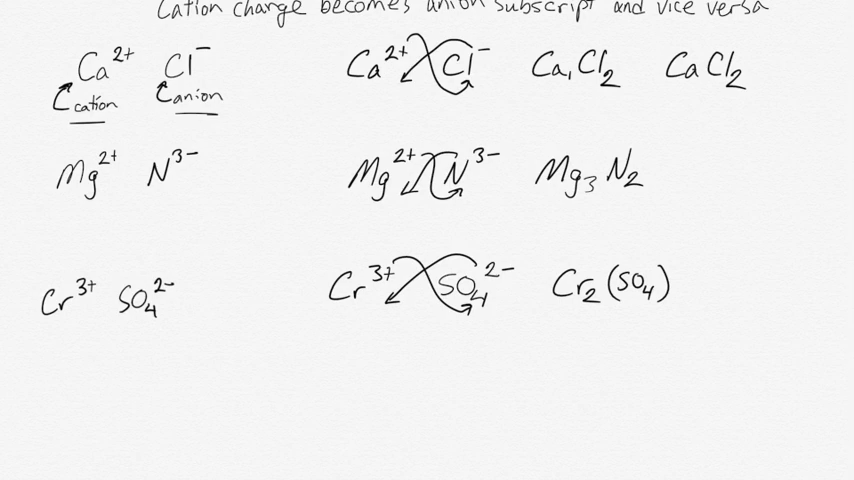 Cation charge becomes anion subscript and vice versa
Ca²⁺ Cl⁻ Ca²⁺ Cl⁻ Ca₁Cl₂ CaCl₂
cation anion
Mg²⁺ N³⁻ Mg²⁺ N³⁻ Mg₃N₂
Cr³⁺ SO₄²⁻ Cr³⁺ SO₄²⁻ Cr₂(SO₄)